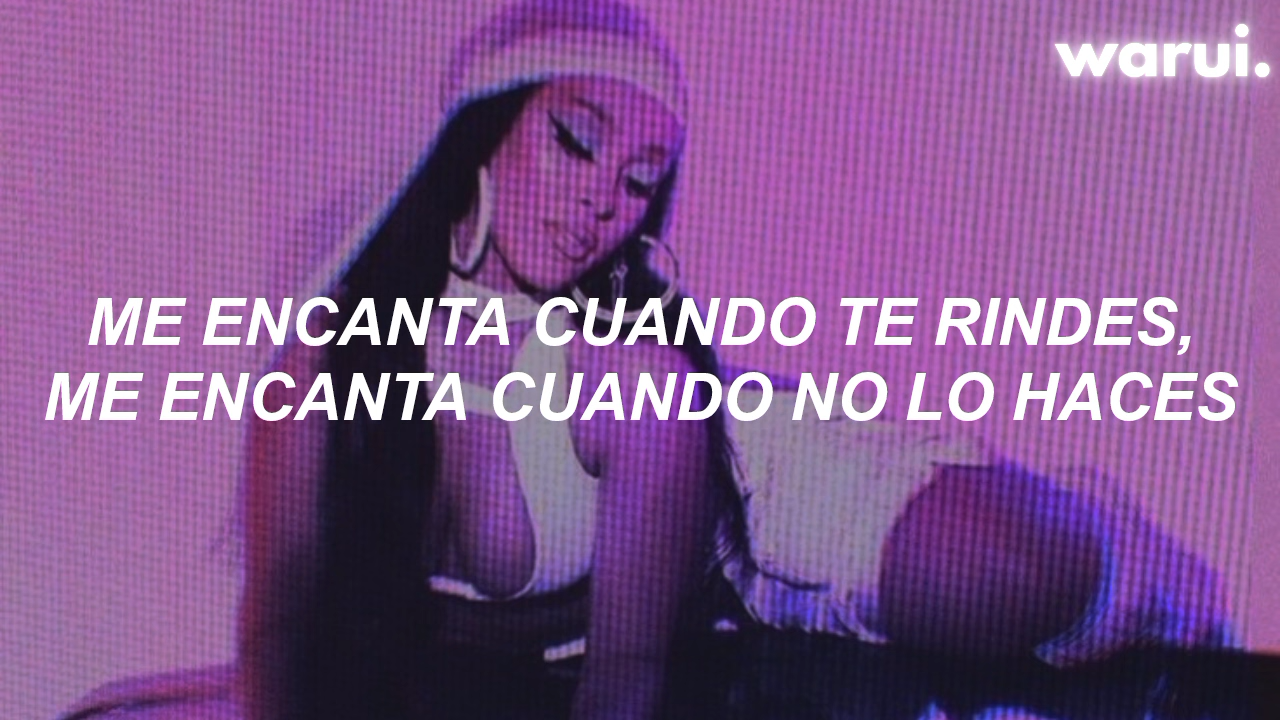 warui.
ME ENCANTA CUANDO TE RINDES,
ME ENCANTA CUANDO NO LO HACES